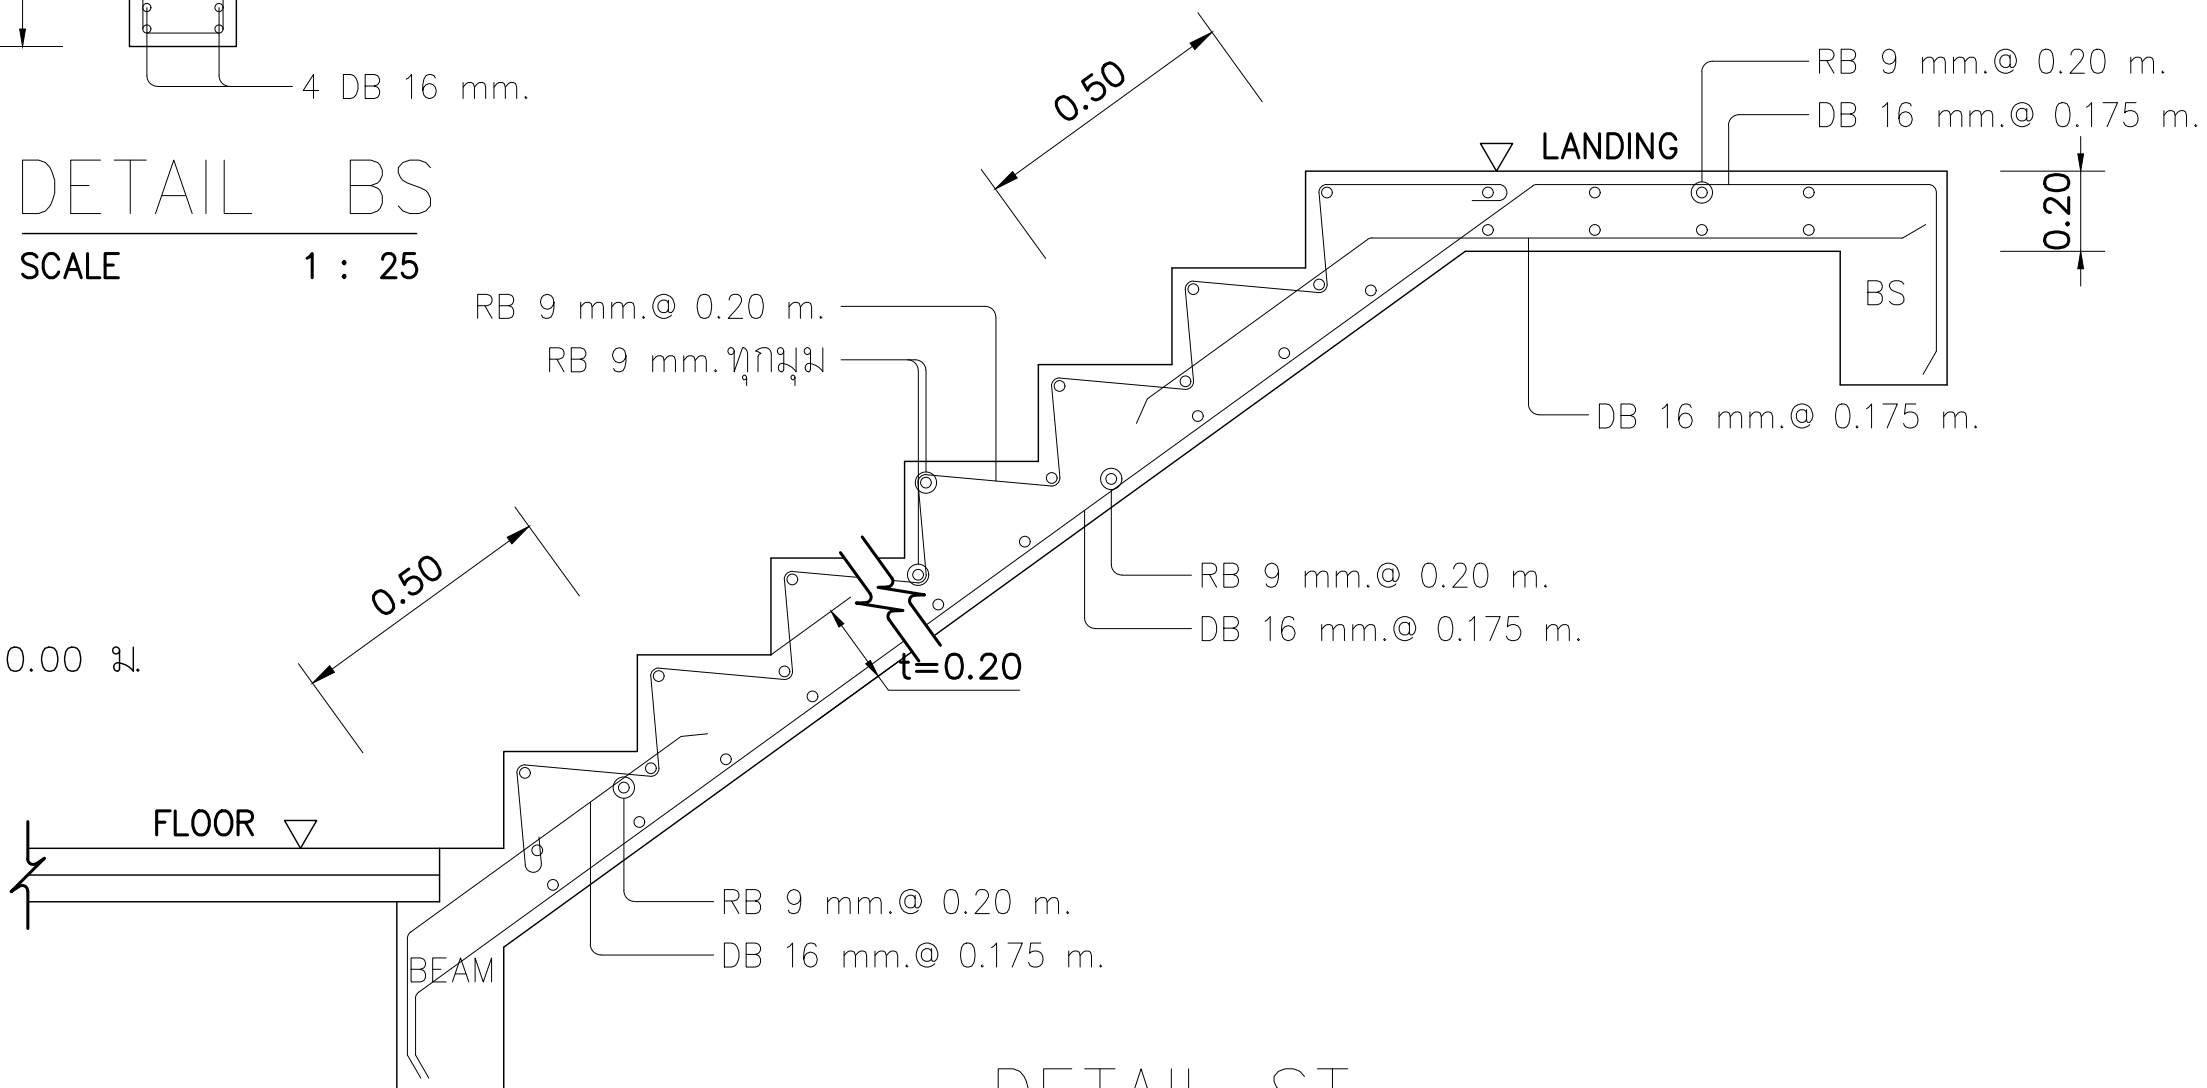 4 DB 16 mm.
DETAIL BS
SCALE 1 : 25
0.50
RB 9 mm.@ 0.20 m.
DB 16 mm.@ 0.175 m.
LANDING
0.20
BS
RB 9 mm.@ 0.20 m.
RB 9 mm.ทุกมุม
DB 16 mm.@ 0.175 m.
0.50
RB 9 mm.@ 0.20 m.
DB 16 mm.@ 0.175 m.
0.00 ม.
t=0.20
FLOOR
RB 9 mm.@ 0.20 m.
DB 16 mm.@ 0.175 m.
BEAM
DETAIL ST